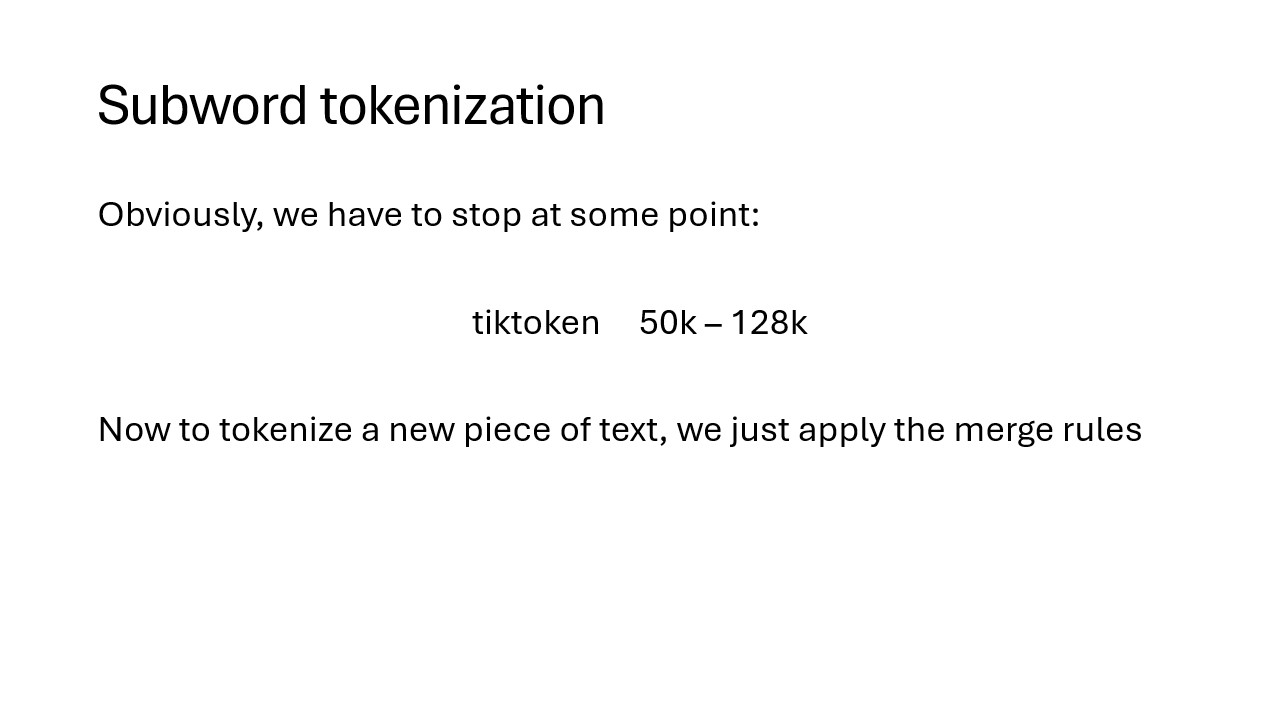 Subword tokenization
Obviously, we have to stop at some point:
tiktoken 50k – 128k
Now to tokenize a new piece of text, we just apply the merge rules